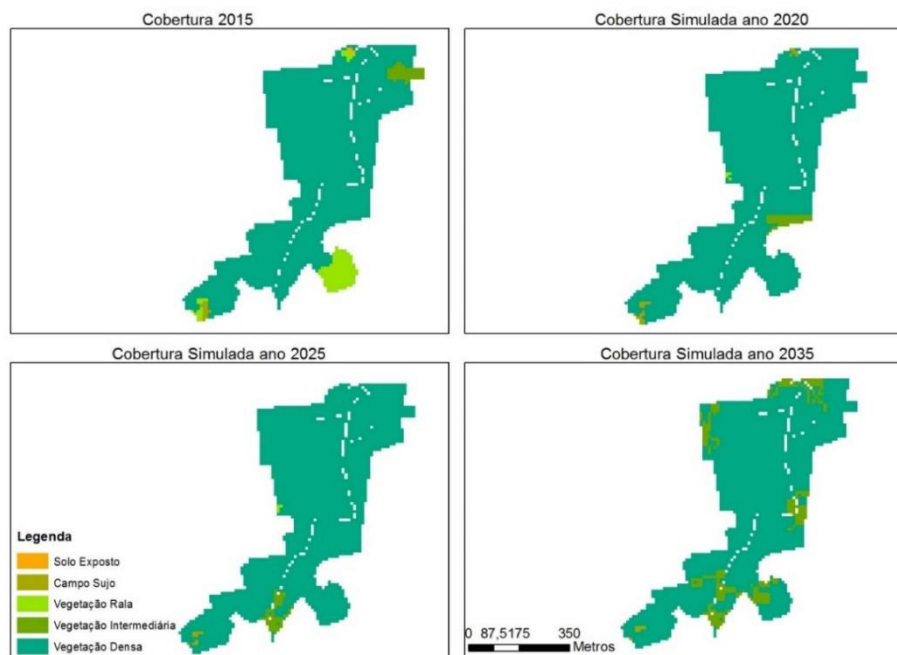 Cobertura 2015
Cobertura Simulada ano 2020
Cobertura Simulada ano 2025
Cobertura Simulada ano 2035
Legenda
Solo Exposto
Campo Sujo
Vegetação Rala
Vegetação Intermediária
Vegetação Densa
0 87,5175 350
Metros